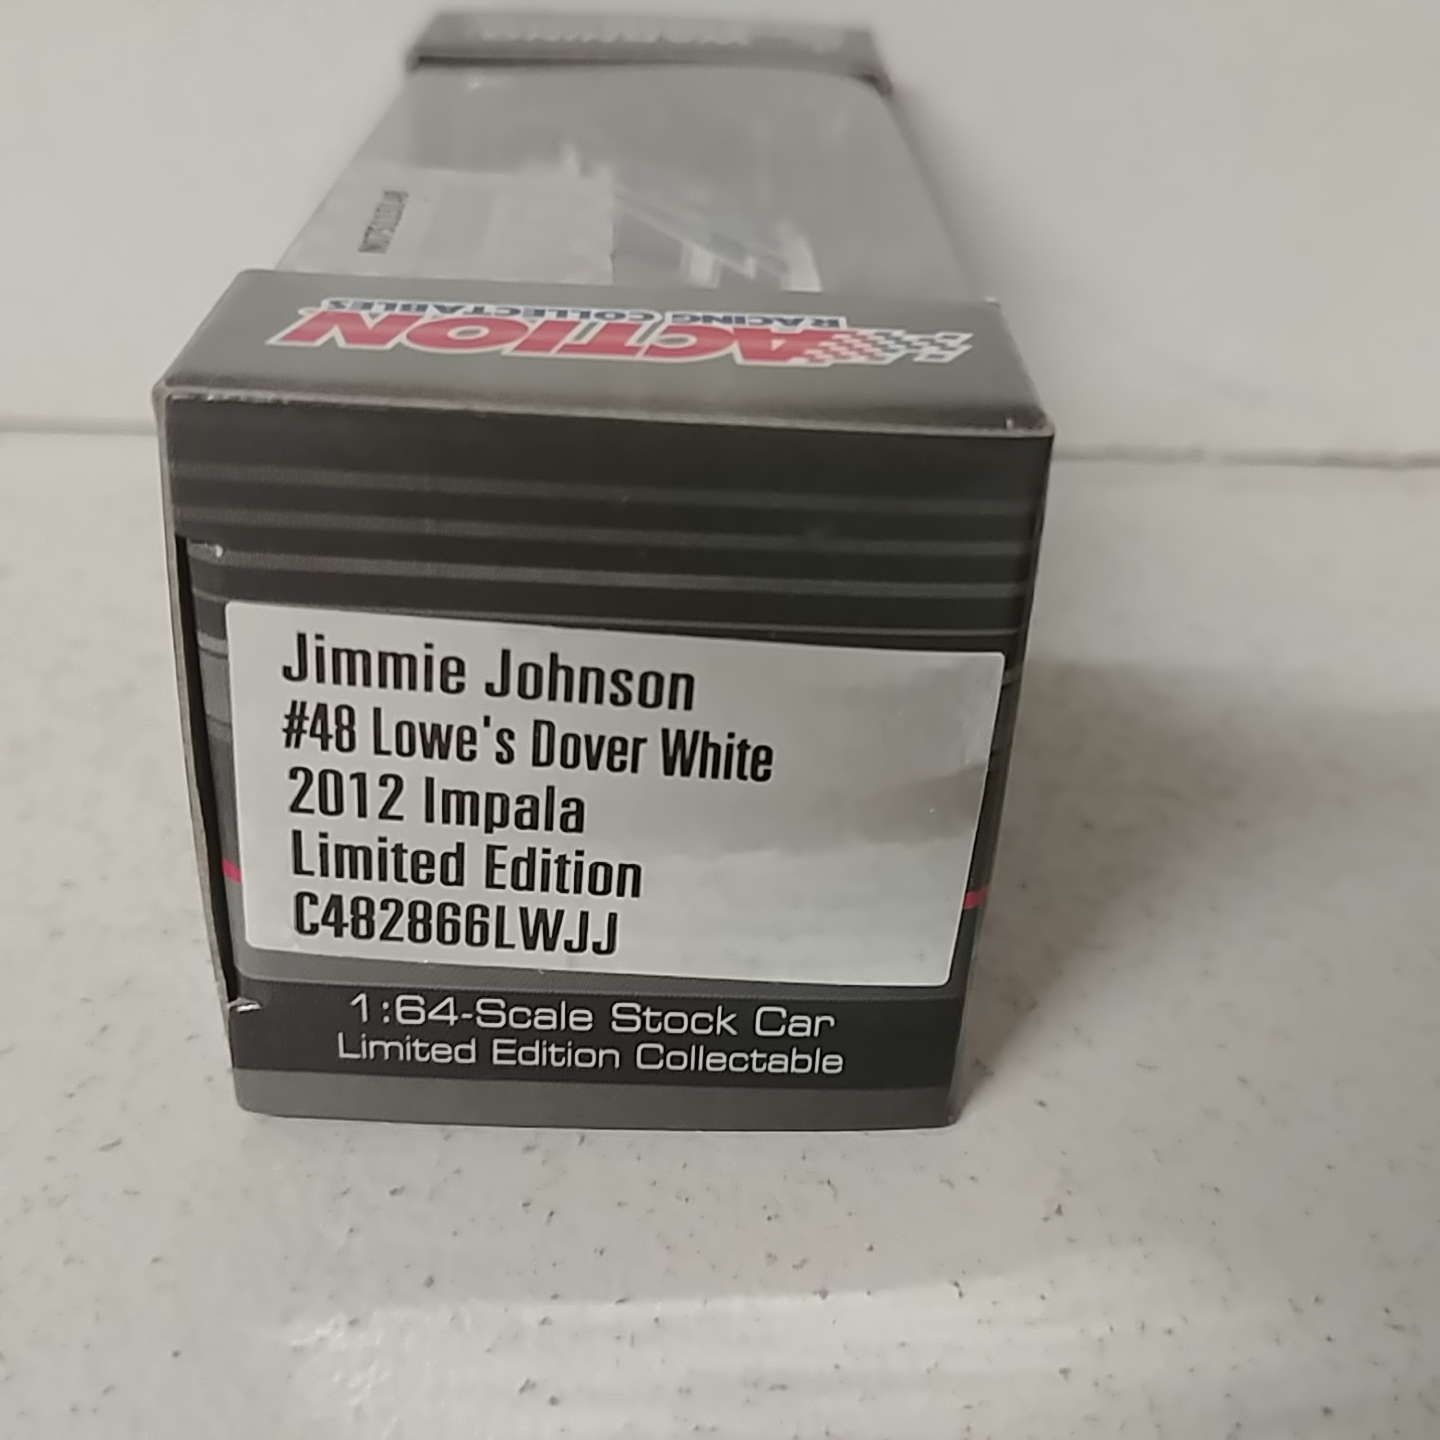 ACTION
RACING COLLECTABLES
Jimmie Johnson
#48 Lowe's Dover White
2012 Impala
Limited Edition
C482866LWJJ
1:64-Scale Stock Car
Limited Edition Collectable